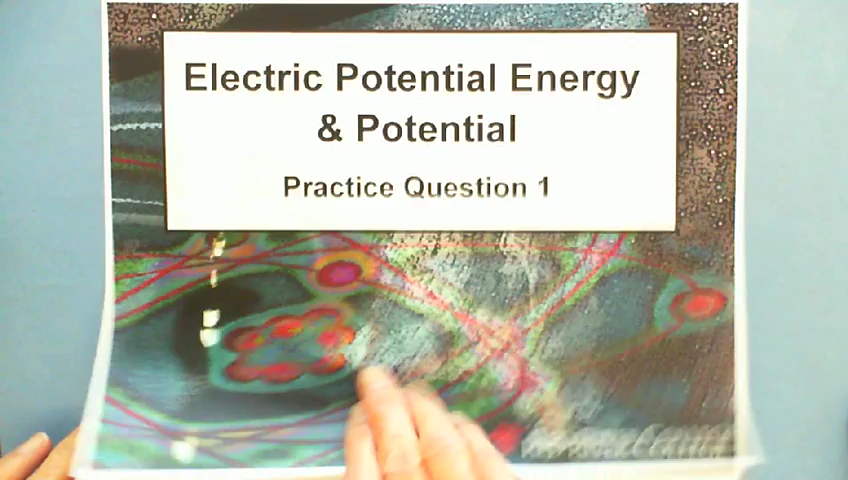 Electric Potential Energy
& Potential
Practice Question 1